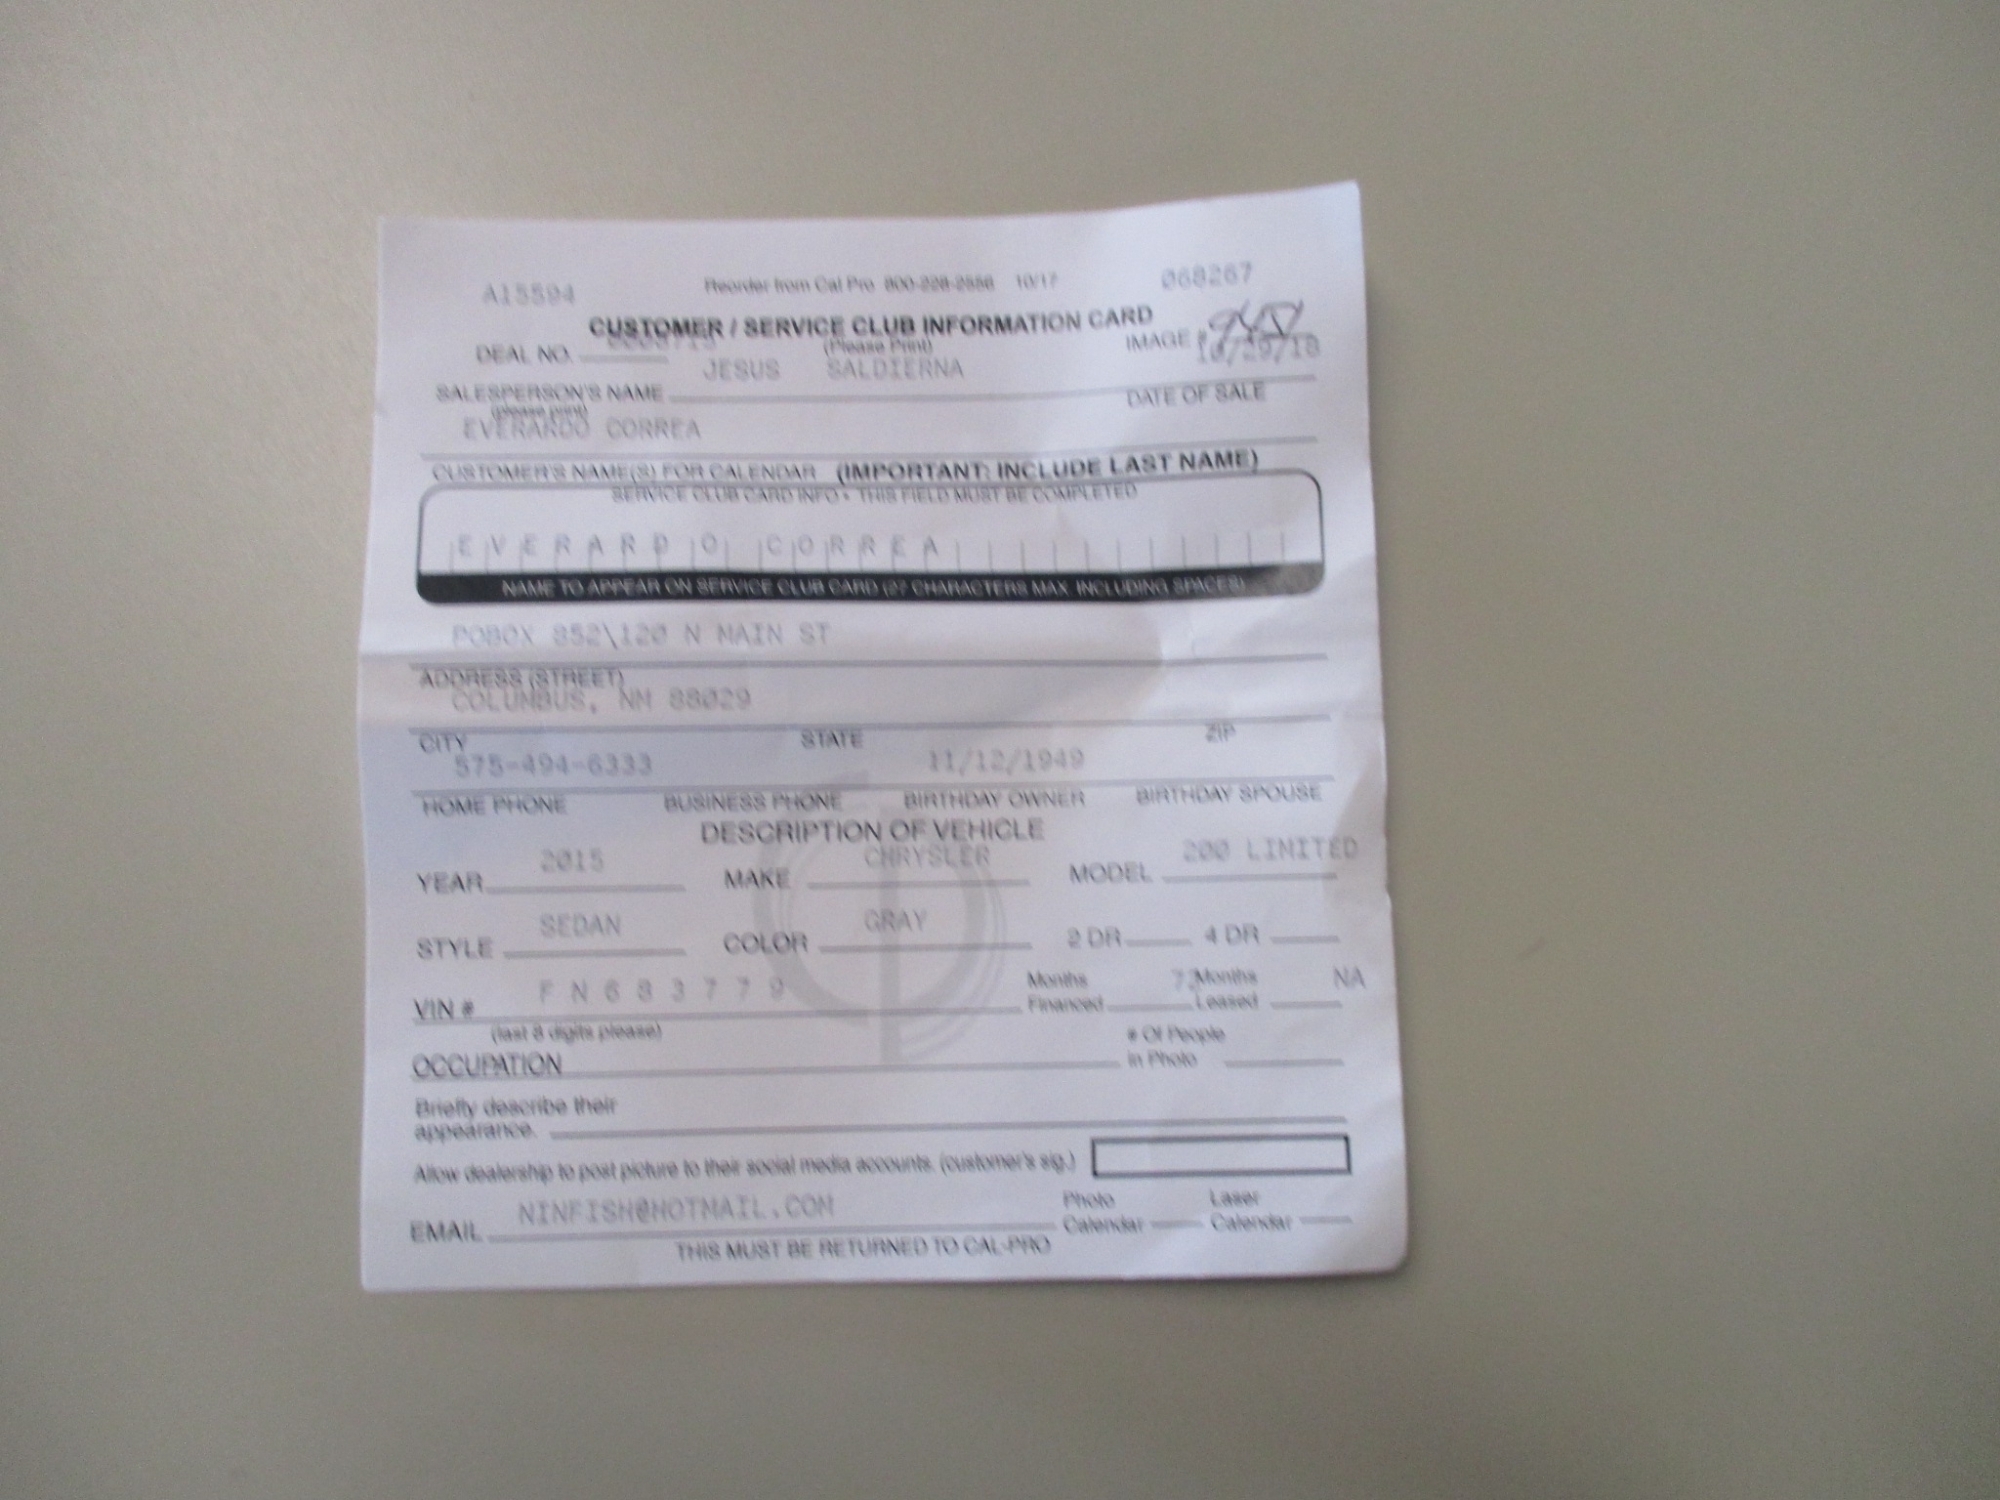 A15594 Reorder from Cal Pro 800-228-2556 10/17 068267
CUSTOMER / SERVICE CLUB INFORMATION CARD
DEAL NO. (Please Print) IMAGE # 10/29/18
JESUS SALDIERNA
SALESPERSON'S NAME DATE OF SALE
(please print)
EVERARDO CORREA
CUSTOMER'S NAME(S) FOR CALENDAR (IMPORTANT: INCLUDE LAST NAME)
SERVICE CLUB CARD INFO • THIS FIELD MUST BE COMPLETED
EVERARDO CORREA
NAME TO APPEAR ON SERVICE CLUB CARD (27 CHARACTERS MAX. INCLUDING SPACES)
POBOX 852\120 N MAIN ST
ADDRESS (STREET)
COLUMBUS, NM 88029
CITY STATE ZIP
575-494-6333 11/12/1949
HOME PHONE BUSINESS PHONE BIRTHDAY OWNER BIRTHDAY SPOUSE
DESCRIPTION OF VEHICLE
YEAR 2015 MAKE CHRYSLER MODEL 200 LIMITED
STYLE SEDAN COLOR GRAY 2 DR 4 DR
VIN # FN683779 Months Financed Months Leased NA
(last 8 digits please)
OCCUPATION # Of People in Photo
Briefly describe their
appearance.
Allow dealership to post picture to their social media accounts. (customer's sig.)
EMAIL NINFISH@HOTMAIL.COM Photo Calendar Laser Calendar
THIS MUST BE RETURNED TO CAL-PRO